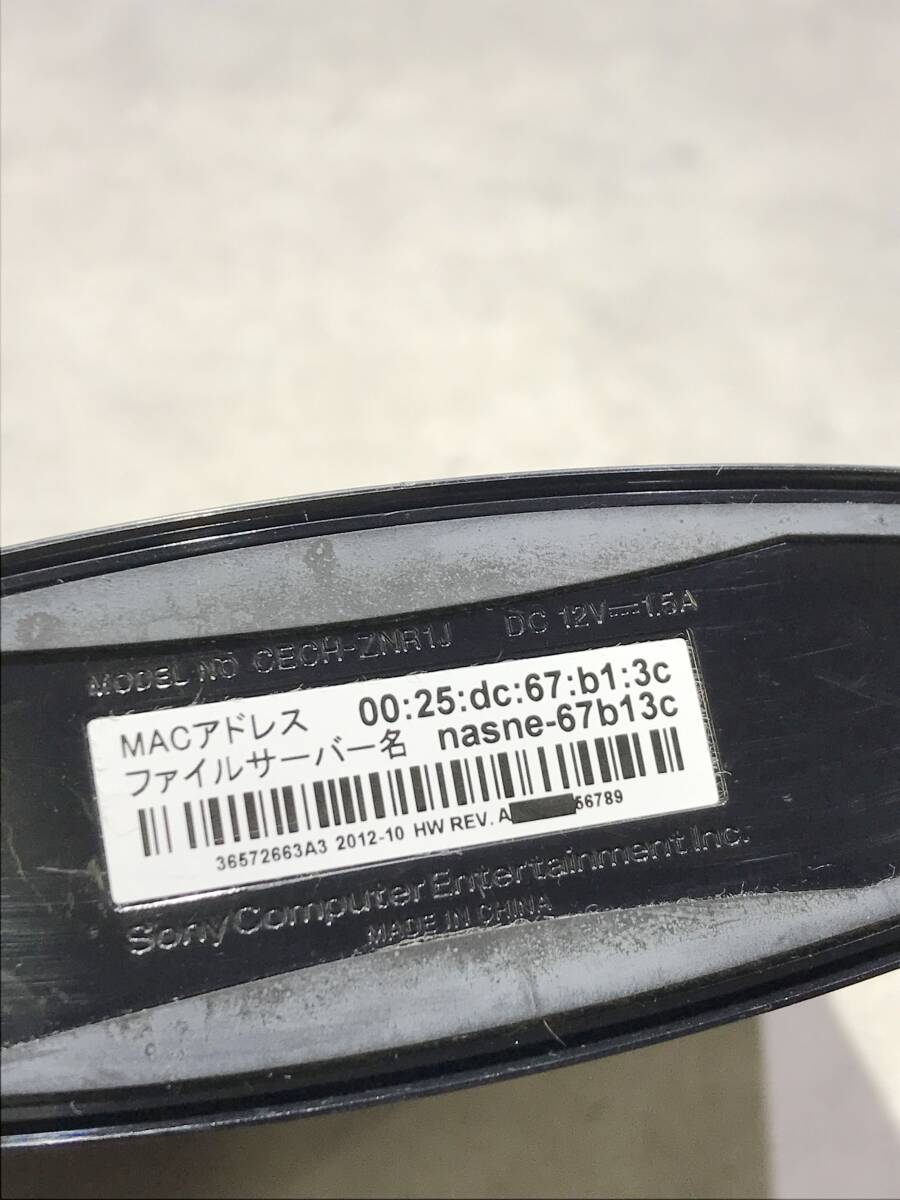 MODEL NO CECH-ZNR1J DC 12V⎓1.5A
MACアドレス 00:25:dc:67:b1:3c
ファイルサーバー名 nasne-67b13c
36572663A3 2012-10 HW REV. A 56789
Sony Computer Entertainment Inc.
MADE IN CHINA